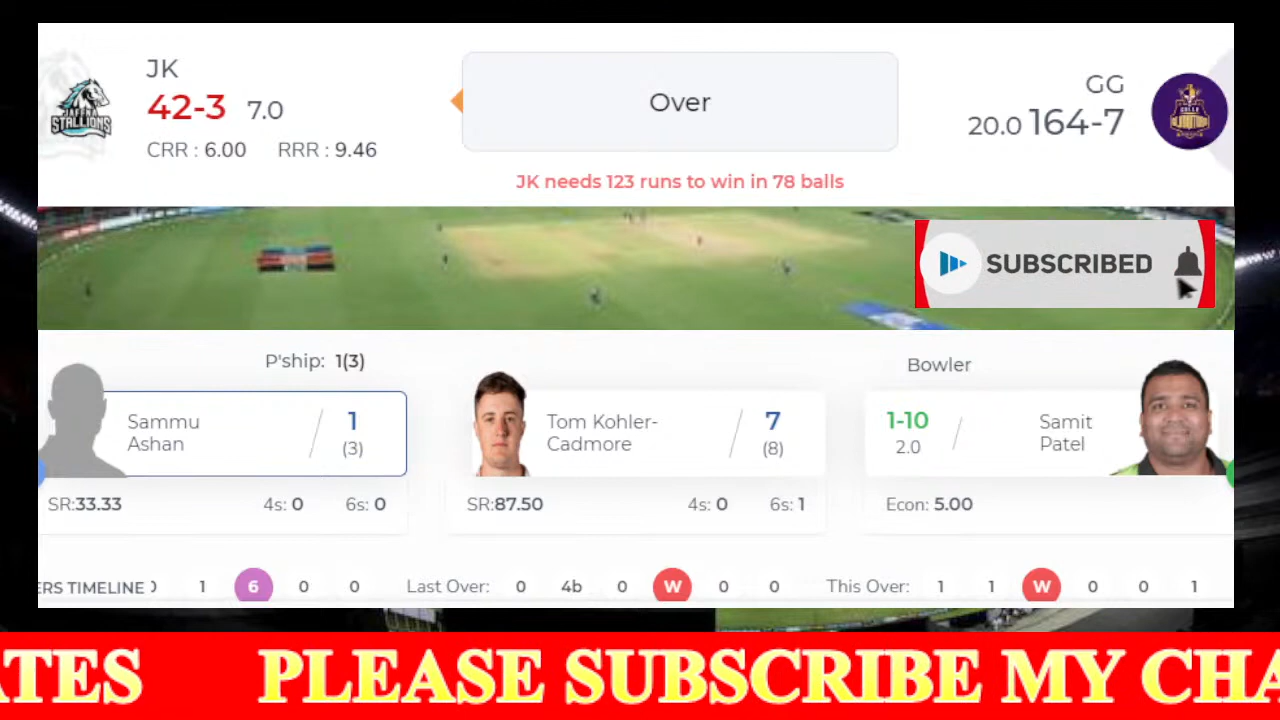 JK
42-3 7.0
CRR : 6.00 RRR : 9.46
Over
JK needs 123 runs to win in 78 balls
GG
20.0 164-7
JAFFNA
STALLIONS
GALLE
GLADIATORS
SUBSCRIBED
P'ship: 1(3)
Sammu
Ashan
1
(3)
SR:33.33 4s: 0 6s: 0
Tom Kohler-
Cadmore
7
(8)
SR:87.50 4s: 0 6s: 1
Bowler
1-10
2.0
Samit
Patel
Econ: 5.00
ERS TIMELINE 1 6 0 0 Last Over: 0 4b 0 W 0 0 This Over: 1 1 W 0 0 1
ATES PLEASE SUBSCRIBE MY CHA